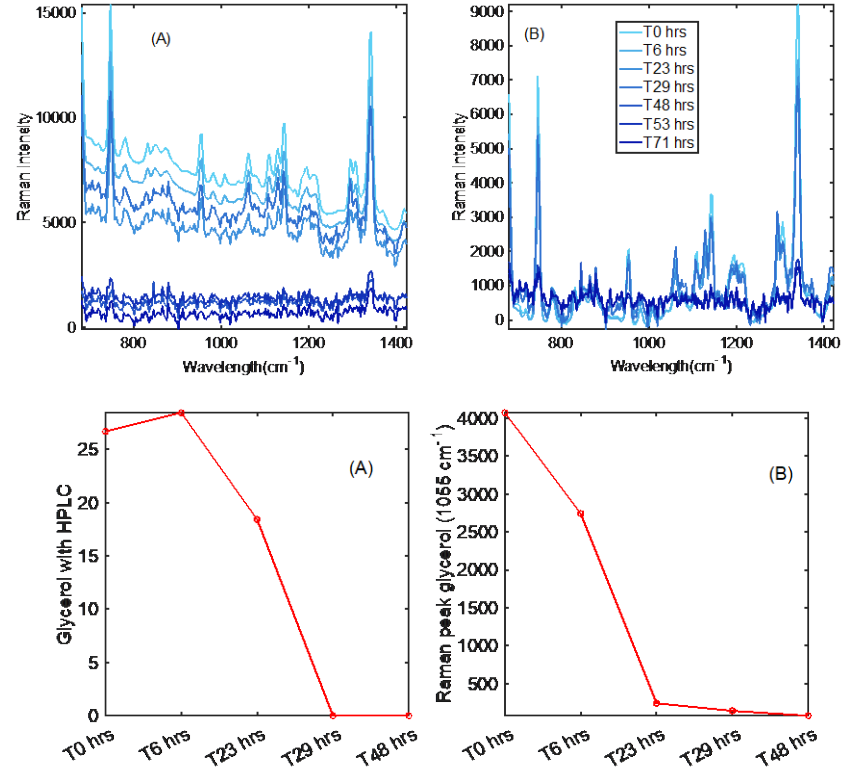 (A)
15000
10000
5000
0
Raman Intensity
800
1000
1200
1400
Wavelength(cm-1)
(B)
9000
8000
7000
6000
5000
4000
3000
2000
1000
0
Raman Intensity
T0 hrs
T6 hrs
T23 hrs
T29 hrs
T48 hrs
T53 hrs
T71 hrs
800
1000
1200
1400
Wavelength(cm-1)
(A)
25
20
15
10
5
0
Glycerol with HPLC
T0 hrs
T6 hrs
T23 hrs
T29 hrs
T48 hrs
(B)
4000
3500
3000
2500
2000
1500
1000
500
Raman peak glycerol (1055 cm-1)
T0 hrs
T6 hrs
T23 hrs
T29 hrs
T48 hrs